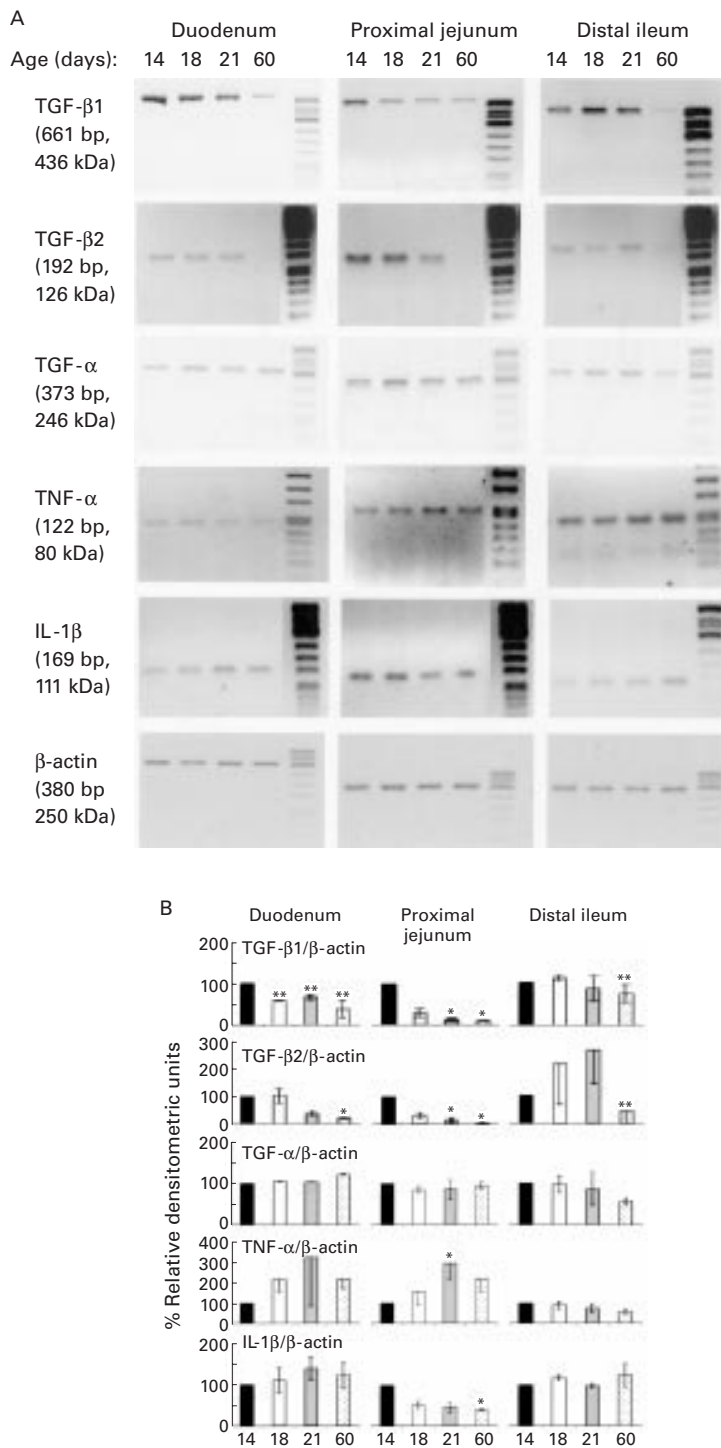 A
Duodenum Proximal jejunum Distal ileum
Age (days): 14 18 21 60 14 18 21 60 14 18 21 60
TGF-β1
(661 bp,
436 kDa)
TGF-β2
(192 bp,
126 kDa)
TGF-α
(373 bp,
246 kDa)
TNF-α
(122 bp,
80 kDa)
IL-1β
(169 bp,
111 kDa)
β-actin
(380 bp
250 kDa)
B
Duodenum Proximal Distal ileum
jejunum
% Relative densitometric units
TGF-β1/β-actin
200
100
0
** ** ** * * **
TGF-β2/β-actin
300
200
100
0
* * * **
TGF-α/β-actin
200
100
0
TNF-α/β-actin
400
300
200
100
0
*
IL-1β/β-actin
200
100
0
*
14 18 21 60 14 18 21 60 14 18 21 60